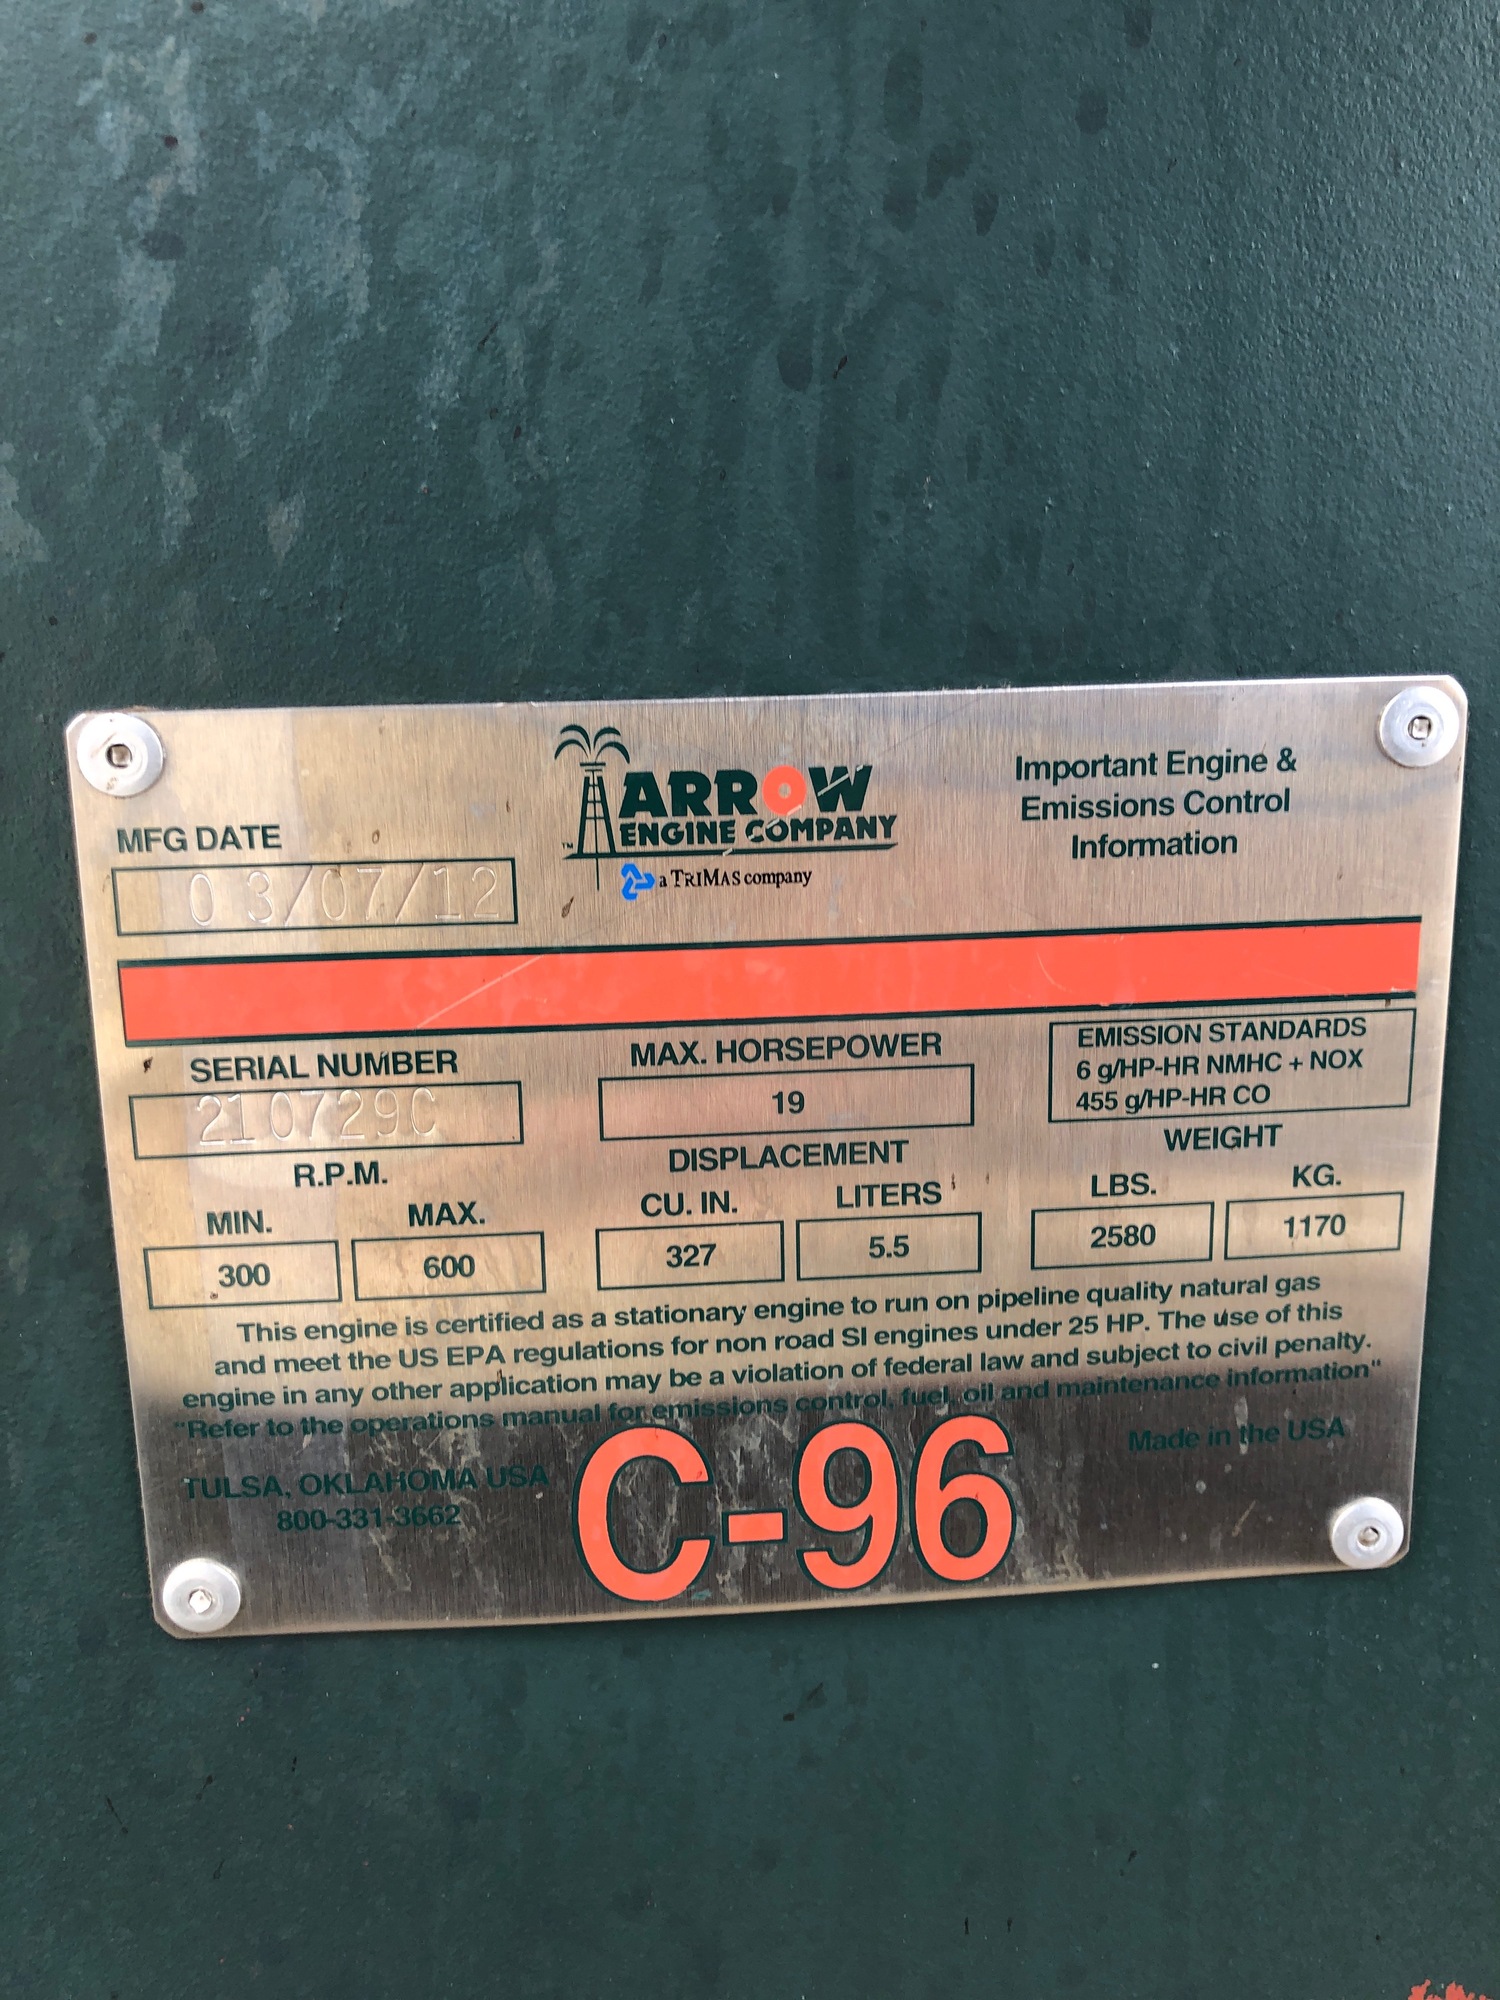 ARROW
ENGINE COMPANY
™
a TRIMAS company
Important Engine &
Emissions Control
Information
MFG DATE
03/07/12
SERIAL NUMBER
210729C
MAX. HORSEPOWER
19
EMISSION STANDARDS
6 g/HP-HR NMHC + NOX
455 g/HP-HR CO
R.P.M.
MIN. MAX.
300 600
DISPLACEMENT
CU. IN. LITERS
327 5.5
WEIGHT
LBS. KG.
2580 1170
This engine is certified as a stationary engine to run on pipeline quality natural gas
and meet the US EPA regulations for non road SI engines under 25 HP. The use of this
engine in any other application may be a violation of federal law and subject to civil penalty.
"Refer to the operations manual for emissions control, fuel, oil and maintenance information"
TULSA, OKLAHOMA USA
800-331-3662
C-96
Made in the USA